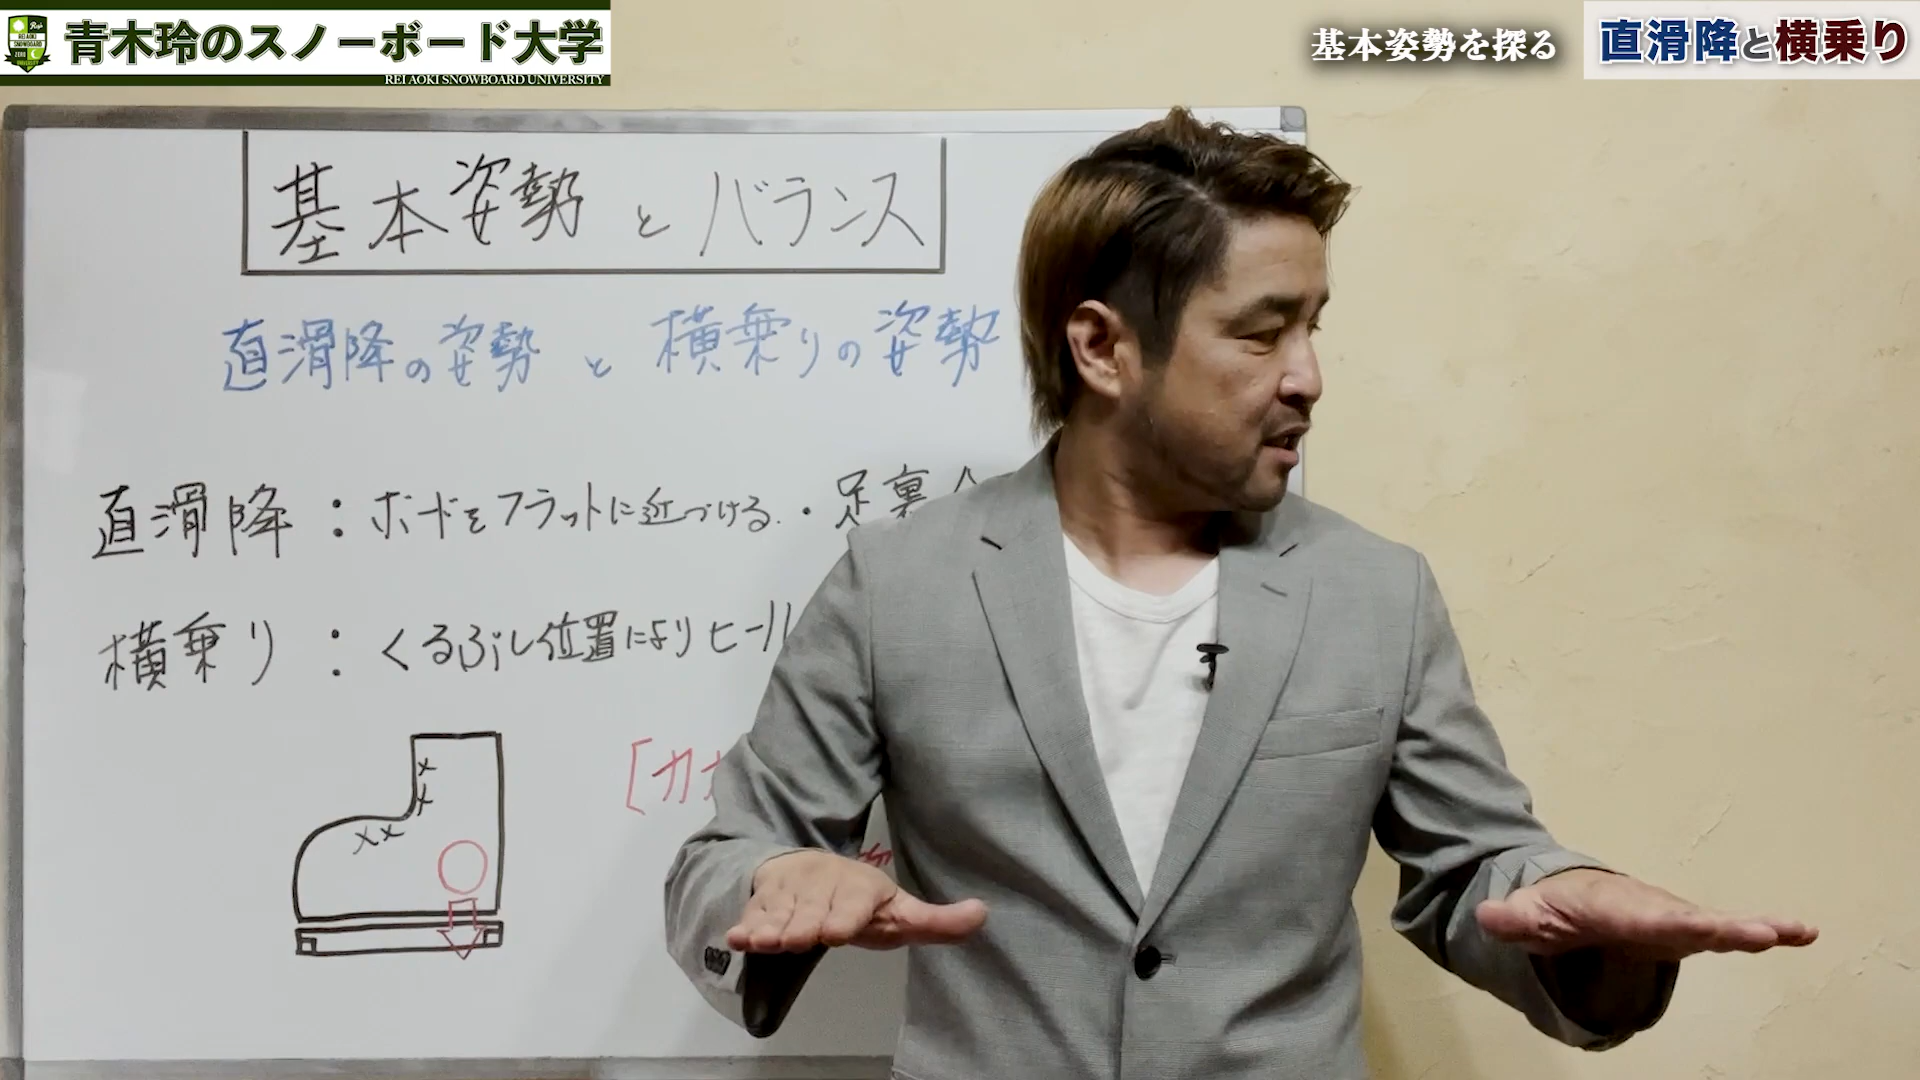 青木玲のスノーボード大学
REI AOKI SNOWBOARD UNIVERSITY
基本姿勢を探る
直滑降と横乗り
基本姿勢とバランス
直滑降の姿勢と横乗りの姿勢
直滑降：ボードをフラットに近づける・足裏
横乗り：くるぶし位置によりヒール